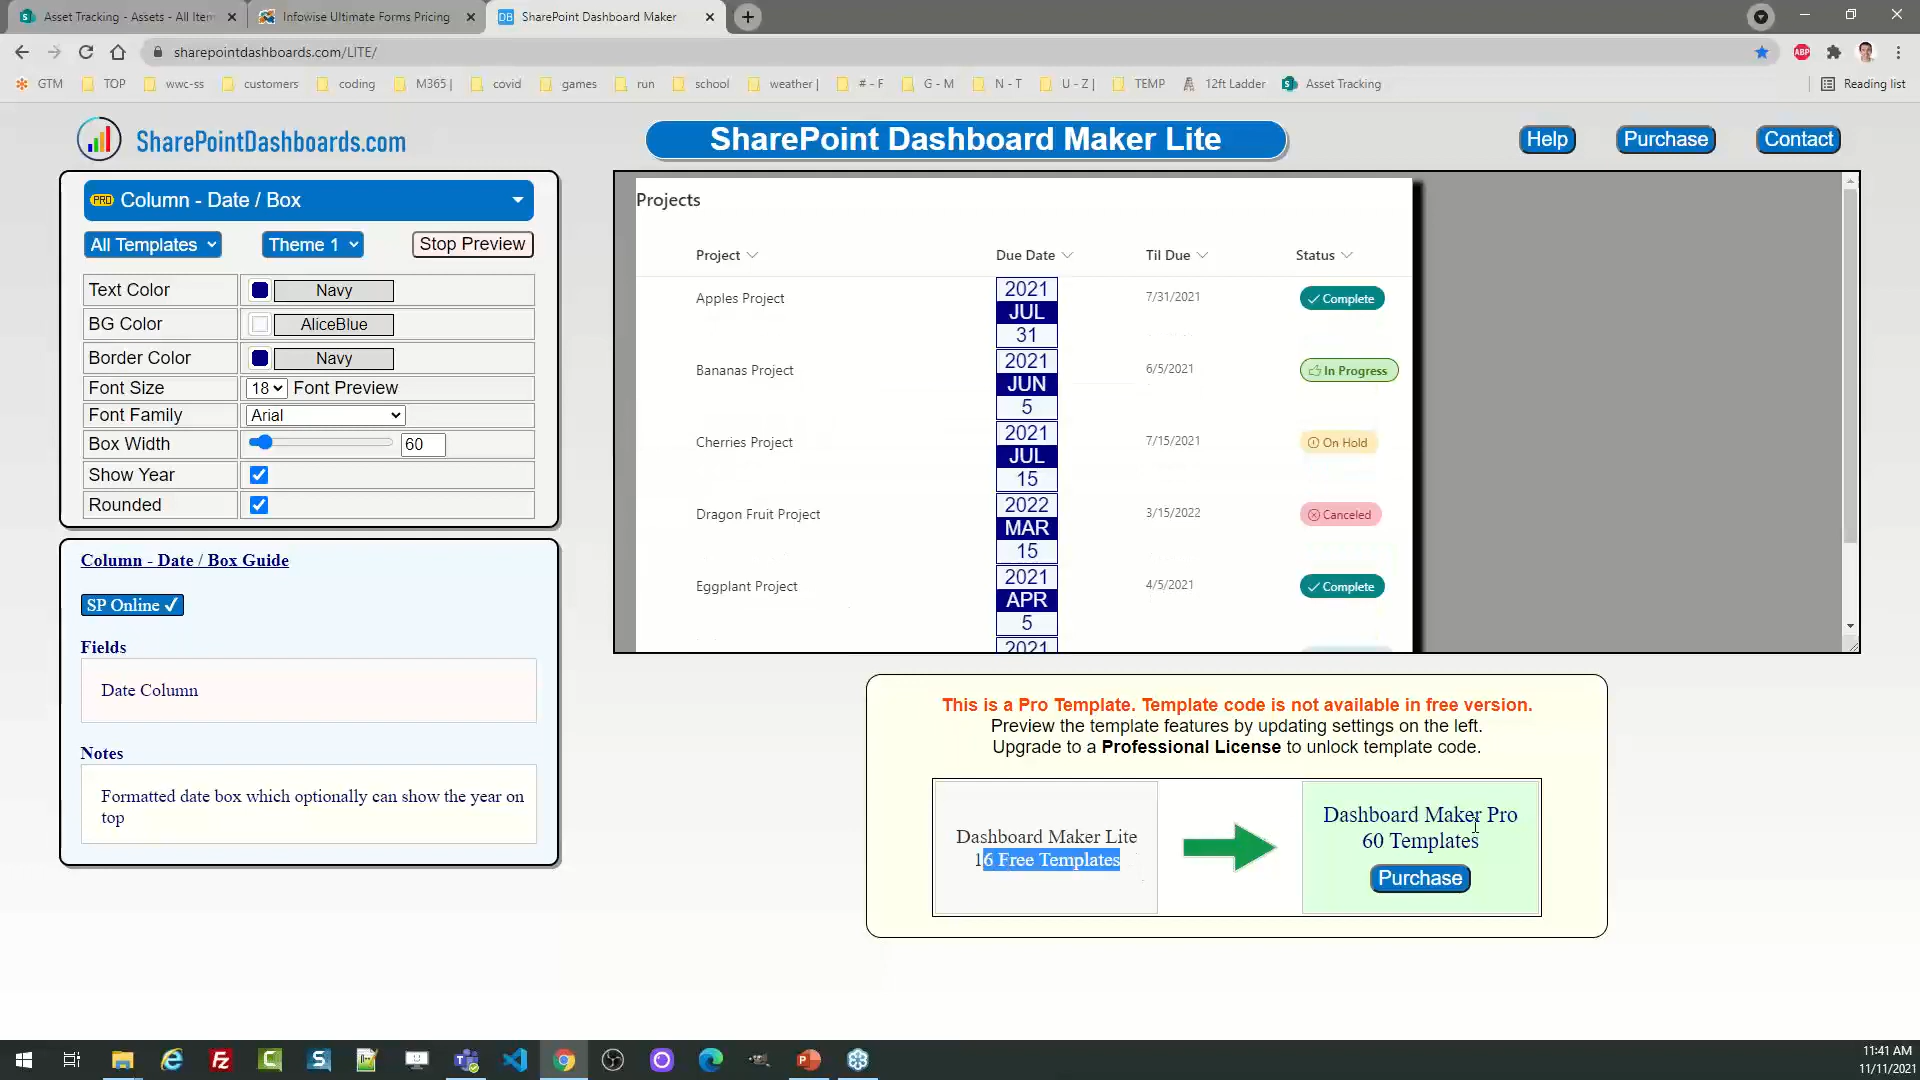 Asset Tracking - Assets - All Item
Infowise Ultimate Forms Pricing
DB SharePoint Dashboard Maker
sharepointdashboards.com/LITE/
ABP
GTM TOP wwc-ss customers coding M365 | covid games run school weather | # - F G - M N - T U - Z | TEMP 12ft Ladder Asset Tracking Reading list
SharePointDashboards.com
SharePoint Dashboard Maker Lite
Help Purchase Contact
PRO Column - Date / Box
All Templates Theme 1 Stop Preview
Text Color Navy
BG Color AliceBlue
Border Color Navy
Font Size 18 Font Preview
Font Family Arial
Box Width 60
Show Year
Rounded
Column - Date / Box Guide
SP Online ✓
Fields
Date Column
Notes
Formatted date box which optionally can show the year on
top
Projects
Project Due Date Til Due Status
Apples Project 2021 JUL 31 7/31/2021 Complete
Bananas Project 2021 JUN 5 6/5/2021 In Progress
Cherries Project 2021 JUL 15 7/15/2021 On Hold
Dragon Fruit Project 2022 MAR 15 3/15/2022 Canceled
Eggplant Project 2021 APR 5 4/5/2021 Complete
2021
This is a Pro Template. Template code is not available in free version.
Preview the template features by updating settings on the left.
Upgrade to a Professional License to unlock template code.
Dashboard Maker Lite
16 Free Templates
Dashboard Maker Pro
60 Templates
Purchase
11:41 AM
11/11/2021